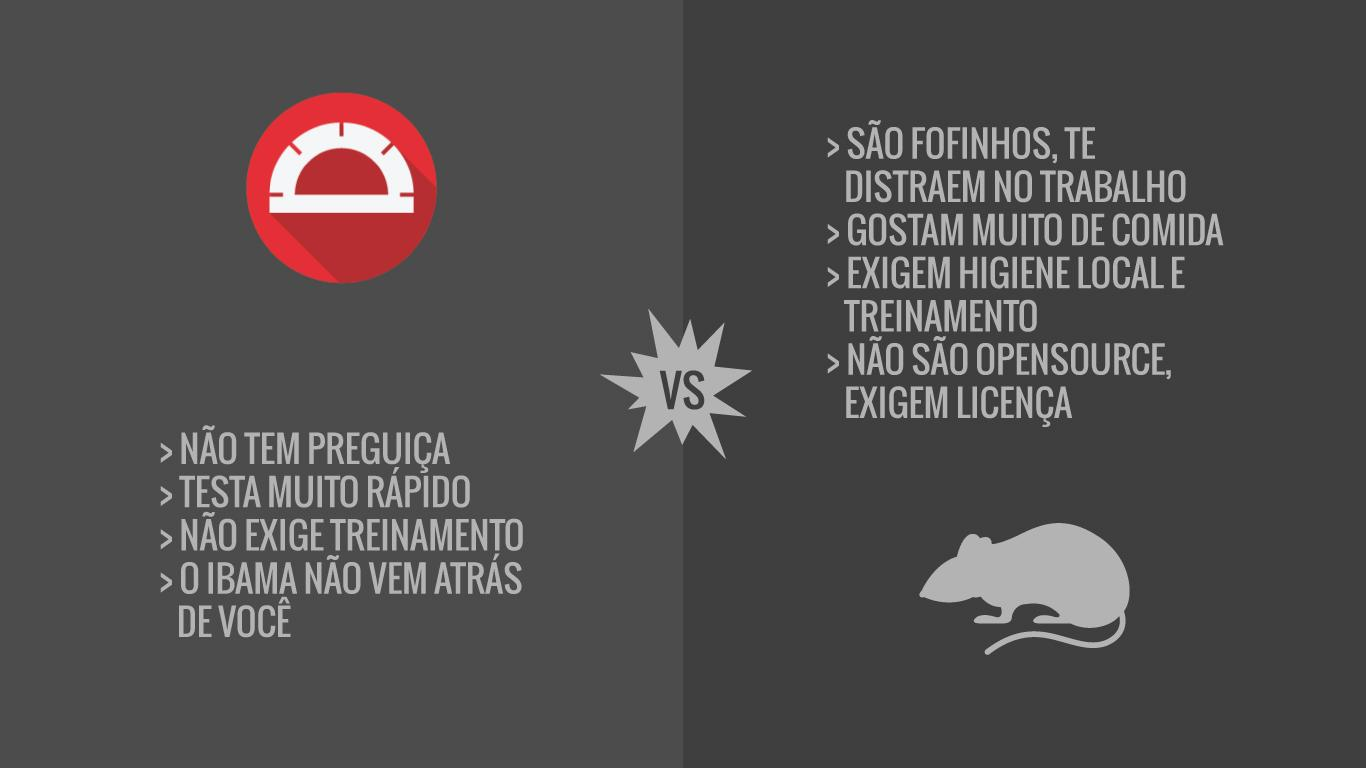 > NÃO TEM PREGUIÇA
> TESTA MUITO RÁPIDO
> NÃO EXIGE TREINAMENTO
> O IBAMA NÃO VEM ATRÁS
DE VOCÊ
VS
> SÃO FOFINHOS, TE
DISTRAEM NO TRABALHO
> GOSTAM MUITO DE COMIDA
> EXIGEM HIGIENE LOCAL E
TREINAMENTO
> NÃO SÃO OPENSOURCE,
EXIGEM LICENÇA